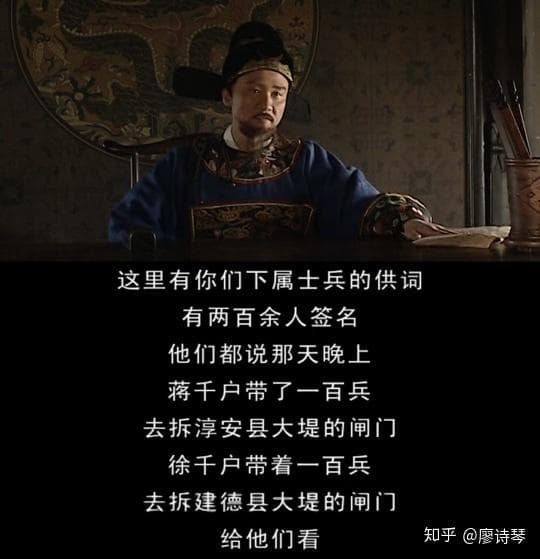 这里有你们下属士兵的供词
有两百余人签名
他们都说那天晚上
蒋千户带了一百兵
去拆淳安县大堤的闸门
徐千户带着一百兵
去拆建德县大堤的闸门
给他们看
知乎 @廖诗琴